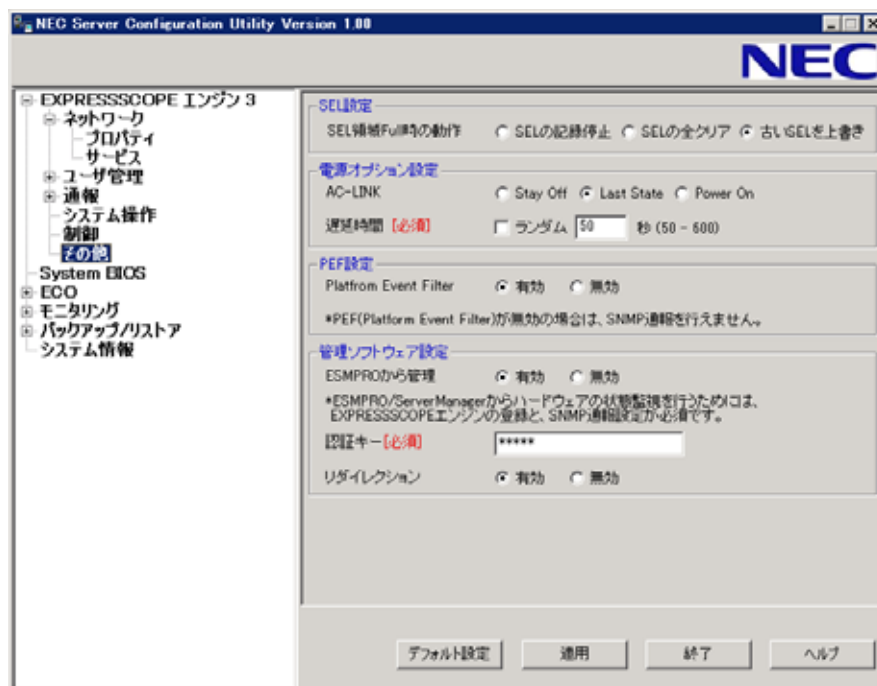 NEC Server Configuration Utility Version 1.00
NEC
EXPRESSSCOPE エンジン 3
ネットワーク
プロパティ
サービス
ユーザ管理
通報
システム操作
制御
その他
System BIOS
ECO
モニタリング
バックアップ/リストア
システム情報
SEL設定
SEL領域Full時の動作 SELの記録停止 SELの全クリア 古いSELを上書き
電源オプション設定
AC-LINK Stay Off Last State Power On
遅延時間 [必須] ランダム 50 秒 (50 - 600)
PEF設定
Platfrom Event Filter 有効 無効
*PEF(Platform Event Filter)が無効の場合は、SNMP通報を行えません。
管理ソフトウェア設定
ESMPROから管理 有効 無効
*ESMPRO/ServerManagerからハードウェアの状態監視を行うためには、
EXPRESSSCOPEエンジンの登録と、SNMP通報設定が必須です。
認証キー[必須] *****
リダイレクション 有効 無効
デフォルト設定 適用 終了 ヘルプ